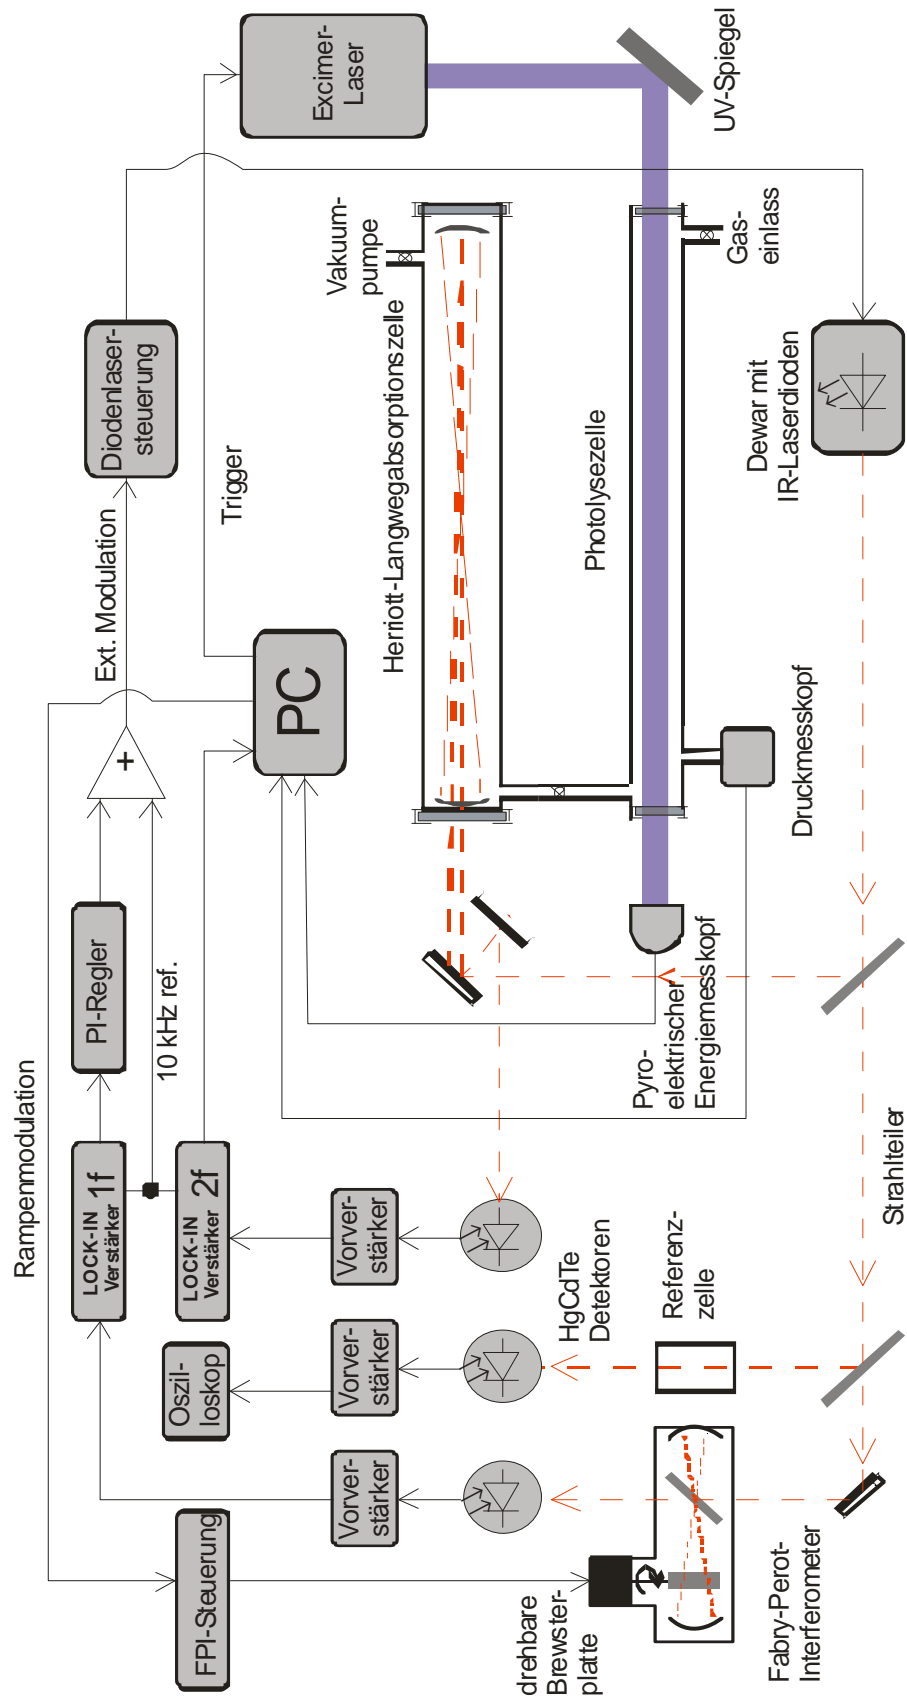 Rampenmodulation
Ext. Modulation
Diodenlaser-
steuerung
Trigger
Excimer-
Laser
UV-Spiegel
PI-Regler
10 kHz ref.
+
PC
LOCK-IN
Verstärker 1f
LOCK-IN
Verstärker 2f
Vakuum-
pumpe
Herriott-Langwegabsorptionszelle
Photolysezelle
Gas-
einlass
Druckmesskopf
Dewar mit
IR-Laserdioden
Pyro-
elektrischer
Energiemesskopf
Strahlteiler
Oszil-
loskop
Vorver-
stärker
Vorver-
stärker
Vorver-
stärker
HgCdTe
Detektoren
Referenz-
zelle
FPI-Steuerung
drehbare
Brewster-
platte
Fabry-Perot-
Interferometer